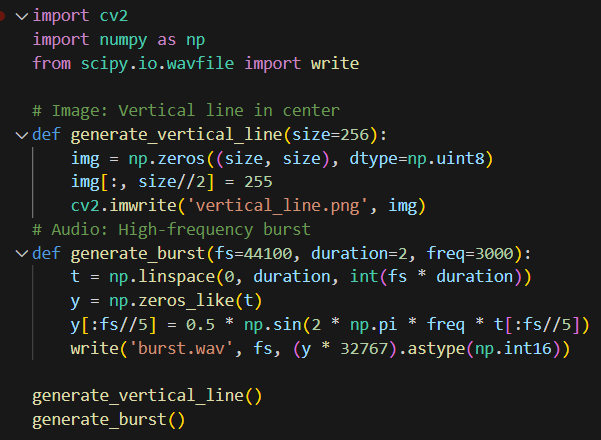 import cv2
import numpy as np
from scipy.io.wavfile import write

# Image: Vertical line in center
def generate_vertical_line(size=256):
    img = np.zeros((size, size), dtype=np.uint8)
    img[:, size//2] = 255
    cv2.imwrite('vertical_line.png', img)
# Audio: High-frequency burst
def generate_burst(fs=44100, duration=2, freq=3000):
    t = np.linspace(0, duration, int(fs * duration))
    y = np.zeros_like(t)
    y[:fs//5] = 0.5 * np.sin(2 * np.pi * freq * t[:fs//5])
    write('burst.wav', fs, (y * 32767).astype(np.int16))

generate_vertical_line()
generate_burst()